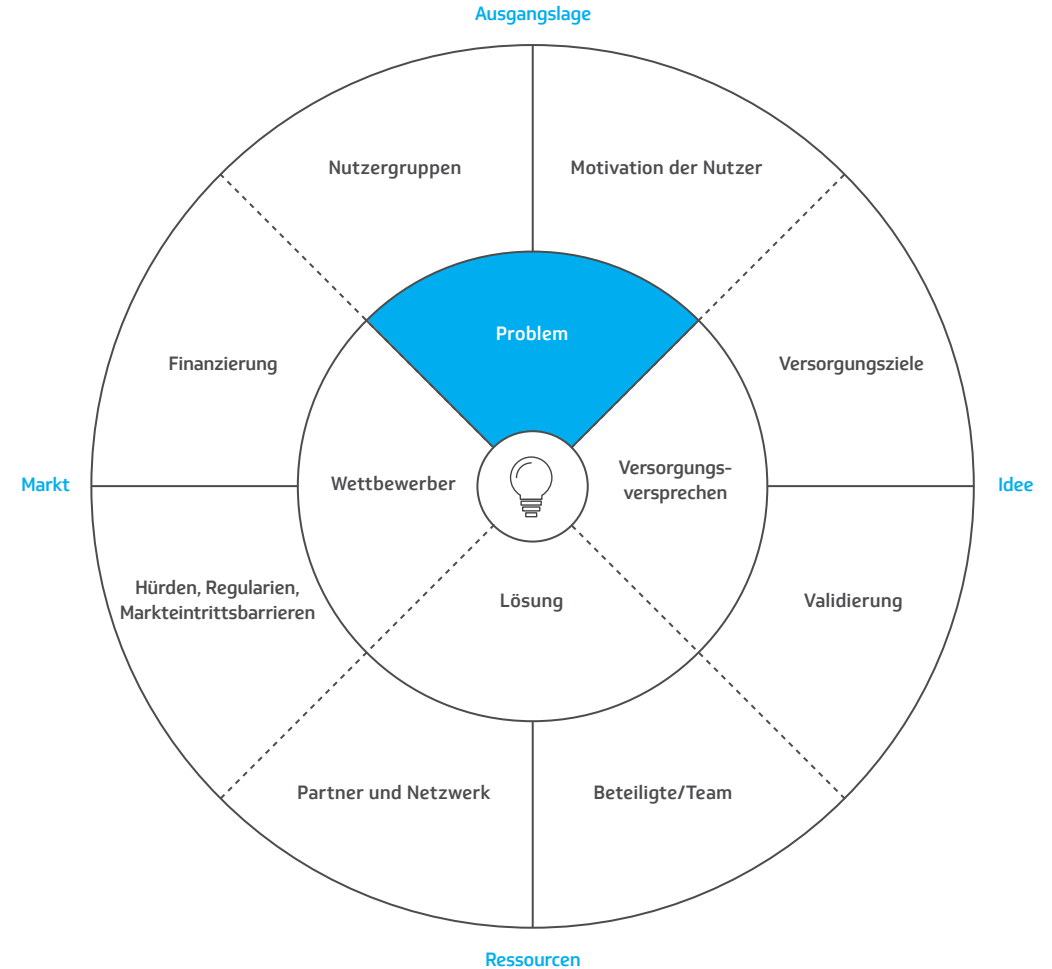 Ausgangslage
Nutzergruppen
Motivation der Nutzer
Problem
Finanzierung
Versorgungsziele
Markt
Wettbewerber
Versorgungs-
versprechen
Idee
Hürden, Regularien,
Markteintrittsbarrieren
Lösung
Validierung
Partner und Netzwerk
Beteiligte/Team
Ressourcen